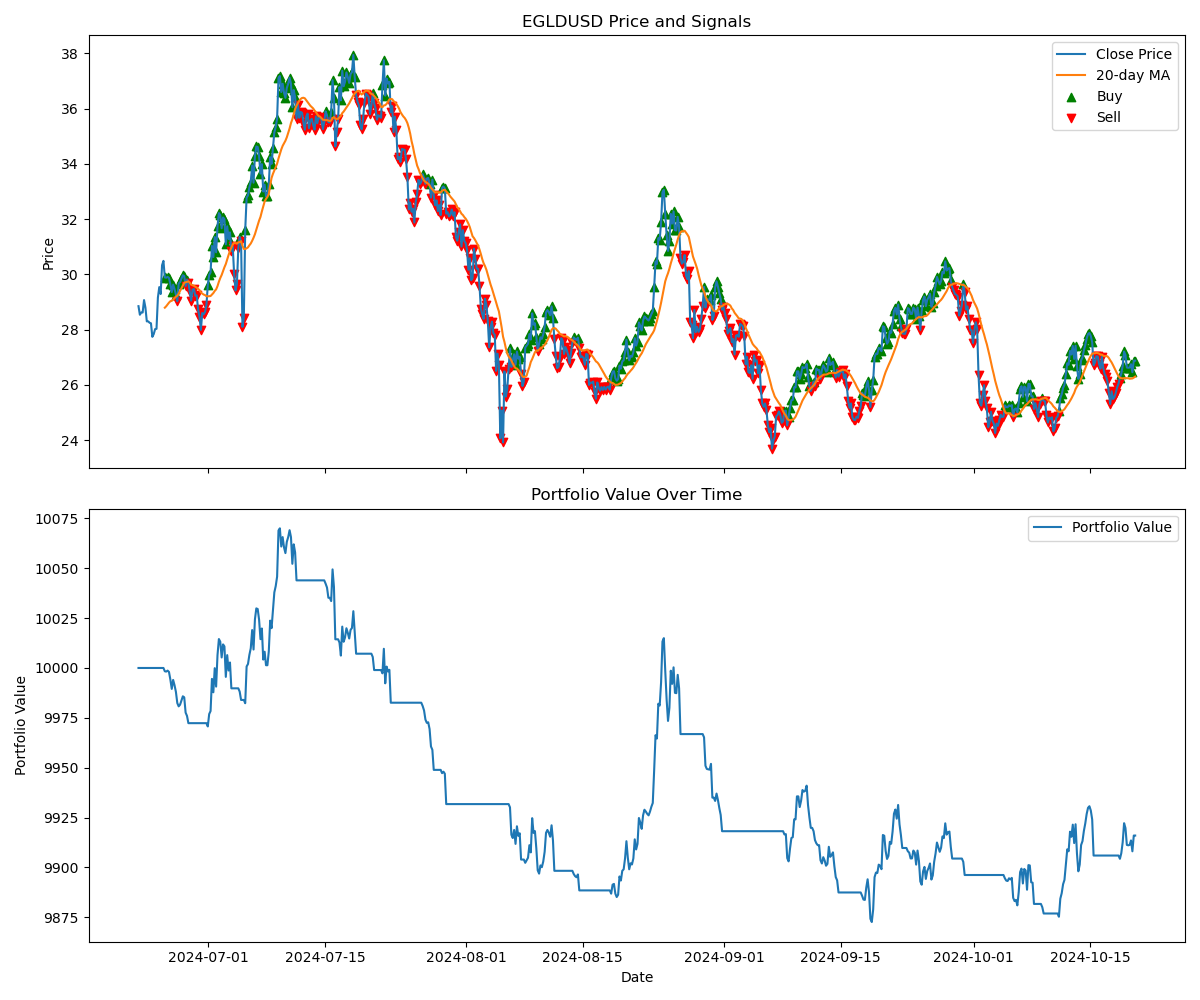 EGLDUSD Price and Signals
Price
38
36
34
32
30
28
26
24
Close Price
20-day MA
Buy
Sell
Portfolio Value Over Time
Portfolio Value
10075
10050
10025
10000
9975
9950
9925
9900
9875
Portfolio Value
2024-07-01 2024-07-15 2024-08-01 2024-08-15 2024-09-01 2024-09-15 2024-10-01 2024-10-15
Date